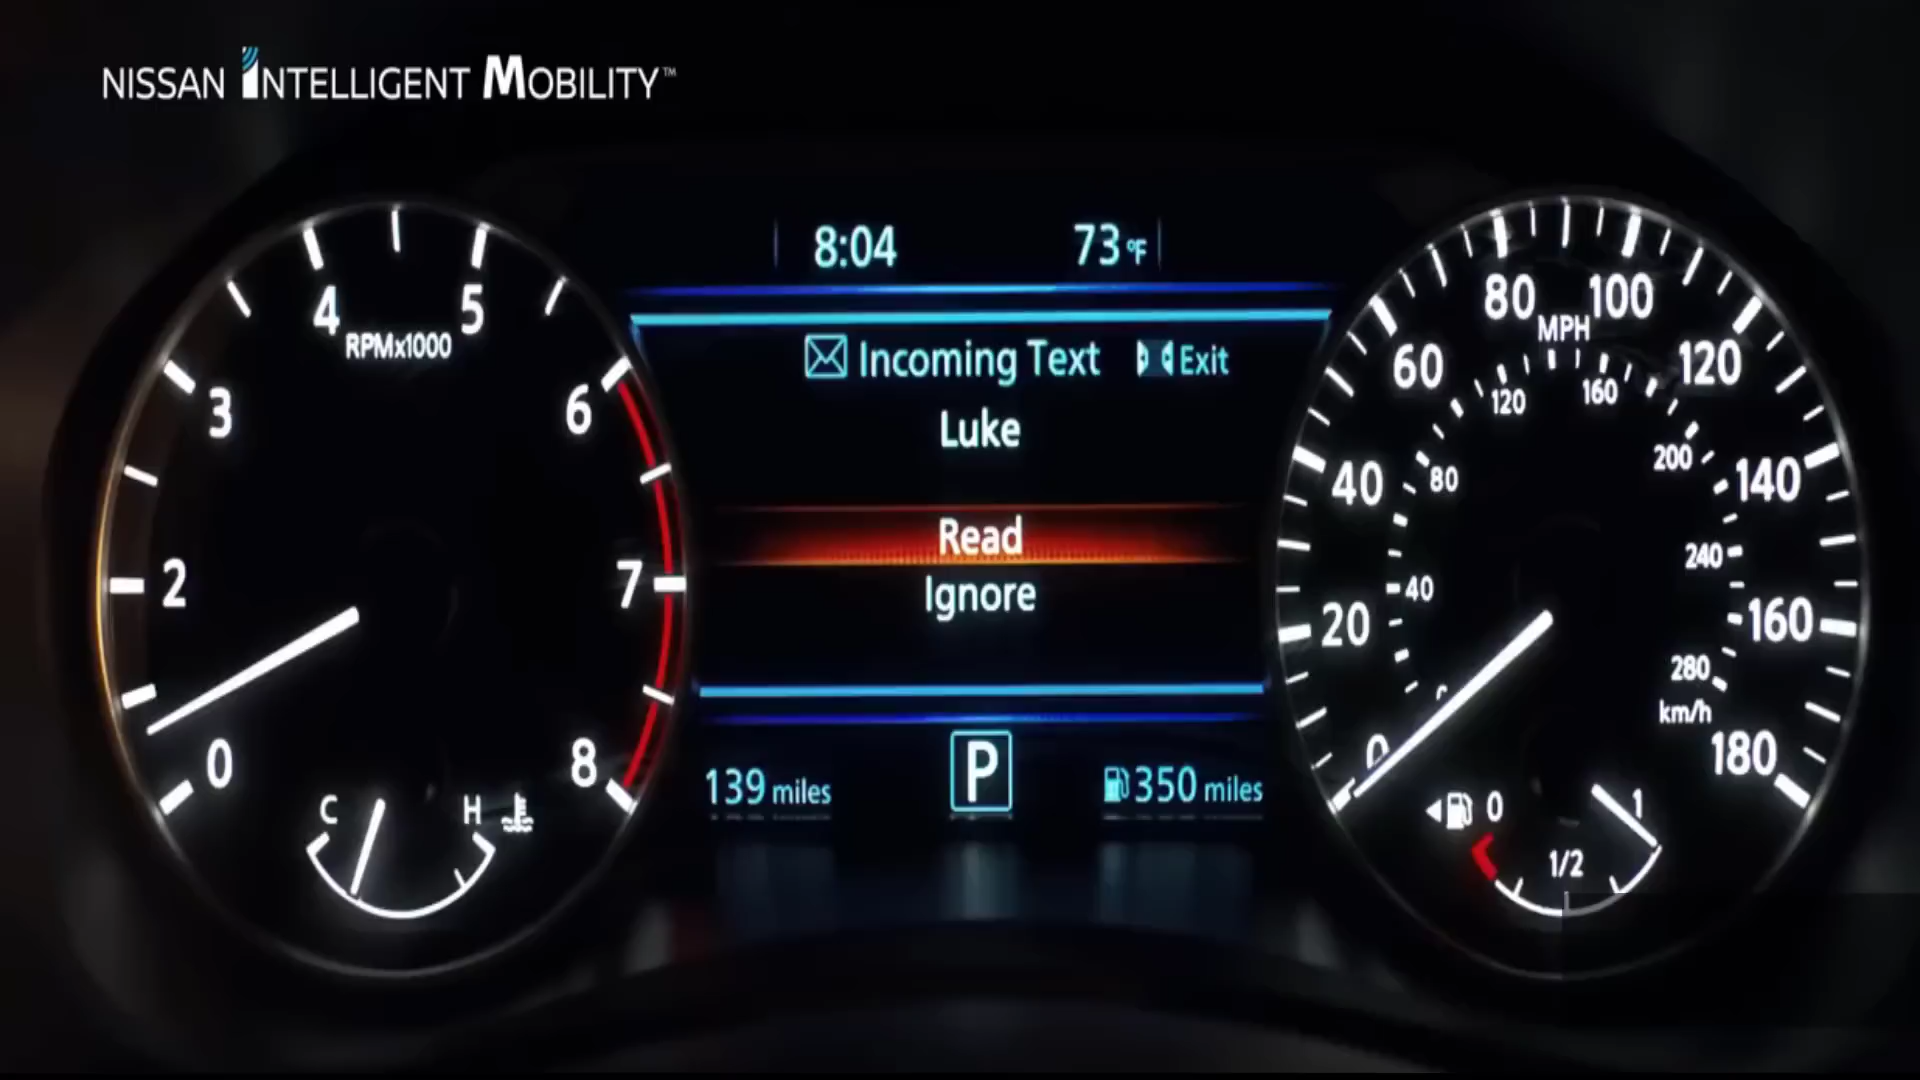 NISSAN INTELLIGENT MOBILITY™
8:04 73°F
Incoming Text Exit
Luke
Read
Ignore
139 miles P 350 miles
0 2 3 4 5 6 7 8
RPMx1000
C H
0 20 40 60 80 100 120 140 160 180
MPH
40 80 120 160 200 240 280
km/h
0 1/2 1